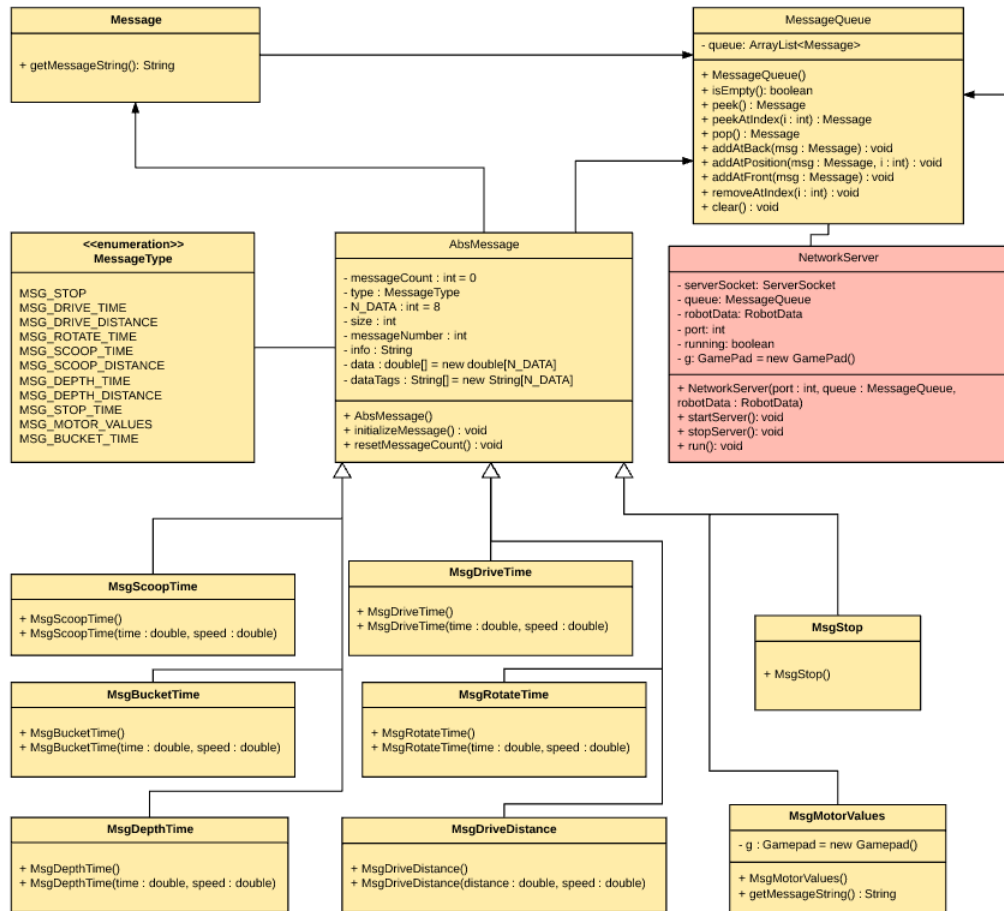 Message
+ getMessageString(): String
MessageQueue
- queue: ArrayList<Message>
+ MessageQueue()
+ isEmpty(): boolean
+ peek() : Message
+ peekAtIndex(i : int) : Message
+ pop() : Message
+ addAtBack(msg : Message) : void
+ addAtPosition(msg : Message, i : int) : void
+ addAtFront(msg : Message) : void
+ removeAtIndex(i : int) : void
+ clear() : void
<<enumeration>>
MessageType
MSG_STOP
MSG_DRIVE_TIME
MSG_DRIVE_DISTANCE
MSG_ROTATE_TIME
MSG_SCOOP_TIME
MSG_SCOOP_DISTANCE
MSG_DEPTH_TIME
MSG_DEPTH_DISTANCE
MSG_STOP_TIME
MSG_MOTOR_VALUES
MSG_BUCKET_TIME
AbsMessage
- messageCount : int = 0
- type : MessageType
- N_DATA : int = 8
- size : int
- messageNumber : int
- info : String
- data : double[] = new double[N_DATA]
- dataTags : String[] = new String[N_DATA]
+ AbsMessage()
+ initializeMessage() : void
+ resetMessageCount() : void
NetworkServer
- serverSocket: ServerSocket
- queue: MessageQueue
- robotData: RobotData
- port: int
- running: boolean
- g: GamePad = new GamePad()
+ NetworkServer(port : int, queue : MessageQueue,
robotData : RobotData)
+ startServer(): void
+ stopServer(): void
+ run(): void
MsgScoopTime
+ MsgScoopTime()
+ MsgScoopTime(time : double, speed : double)
MsgDriveTime
+ MsgDriveTime()
+ MsgDriveTime(time : double, speed : double)
MsgStop
+ MsgStop()
MsgBucketTime
+ MsgBucketTime()
+ MsgBucketTime(time : double, speed : double)
MsgRotateTime
+ MsgRotateTime()
+ MsgRotateTime(time : double, speed : double)
MsgDepthTime
+ MsgDepthTime()
+ MsgDepthTime(time : double, speed : double)
MsgDriveDistance
+ MsgDriveDistance()
+ MsgDriveDistance(distance : double, speed : double)
MsgMotorValues
- g : Gamepad = new Gamepad()
+ MsgMotorValues()
+ getMessageString() : String